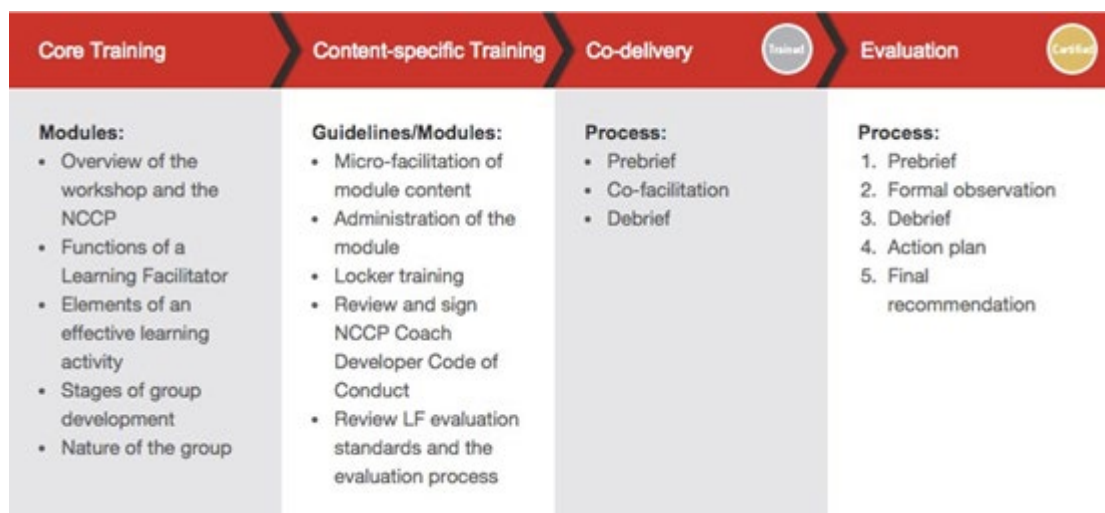 Core Training
Content-specific Training
Co-delivery
Trained
Evaluation
Certified
Modules:
• Overview of the
workshop and the
NCCP
• Functions of a
Learning Facilitator
• Elements of an
effective learning
activity
• Stages of group
development
• Nature of the group
Guidelines/Modules:
• Micro-facilitation of
module content
• Administration of the
module
• Locker training
• Review and sign
NCCP Coach
Developer Code of
Conduct
• Review LF evaluation
standards and the
evaluation process
Process:
• Prebrief
• Co-facilitation
• Debrief
Process:
1. Prebrief
2. Formal observation
3. Debrief
4. Action plan
5. Final
recommendation